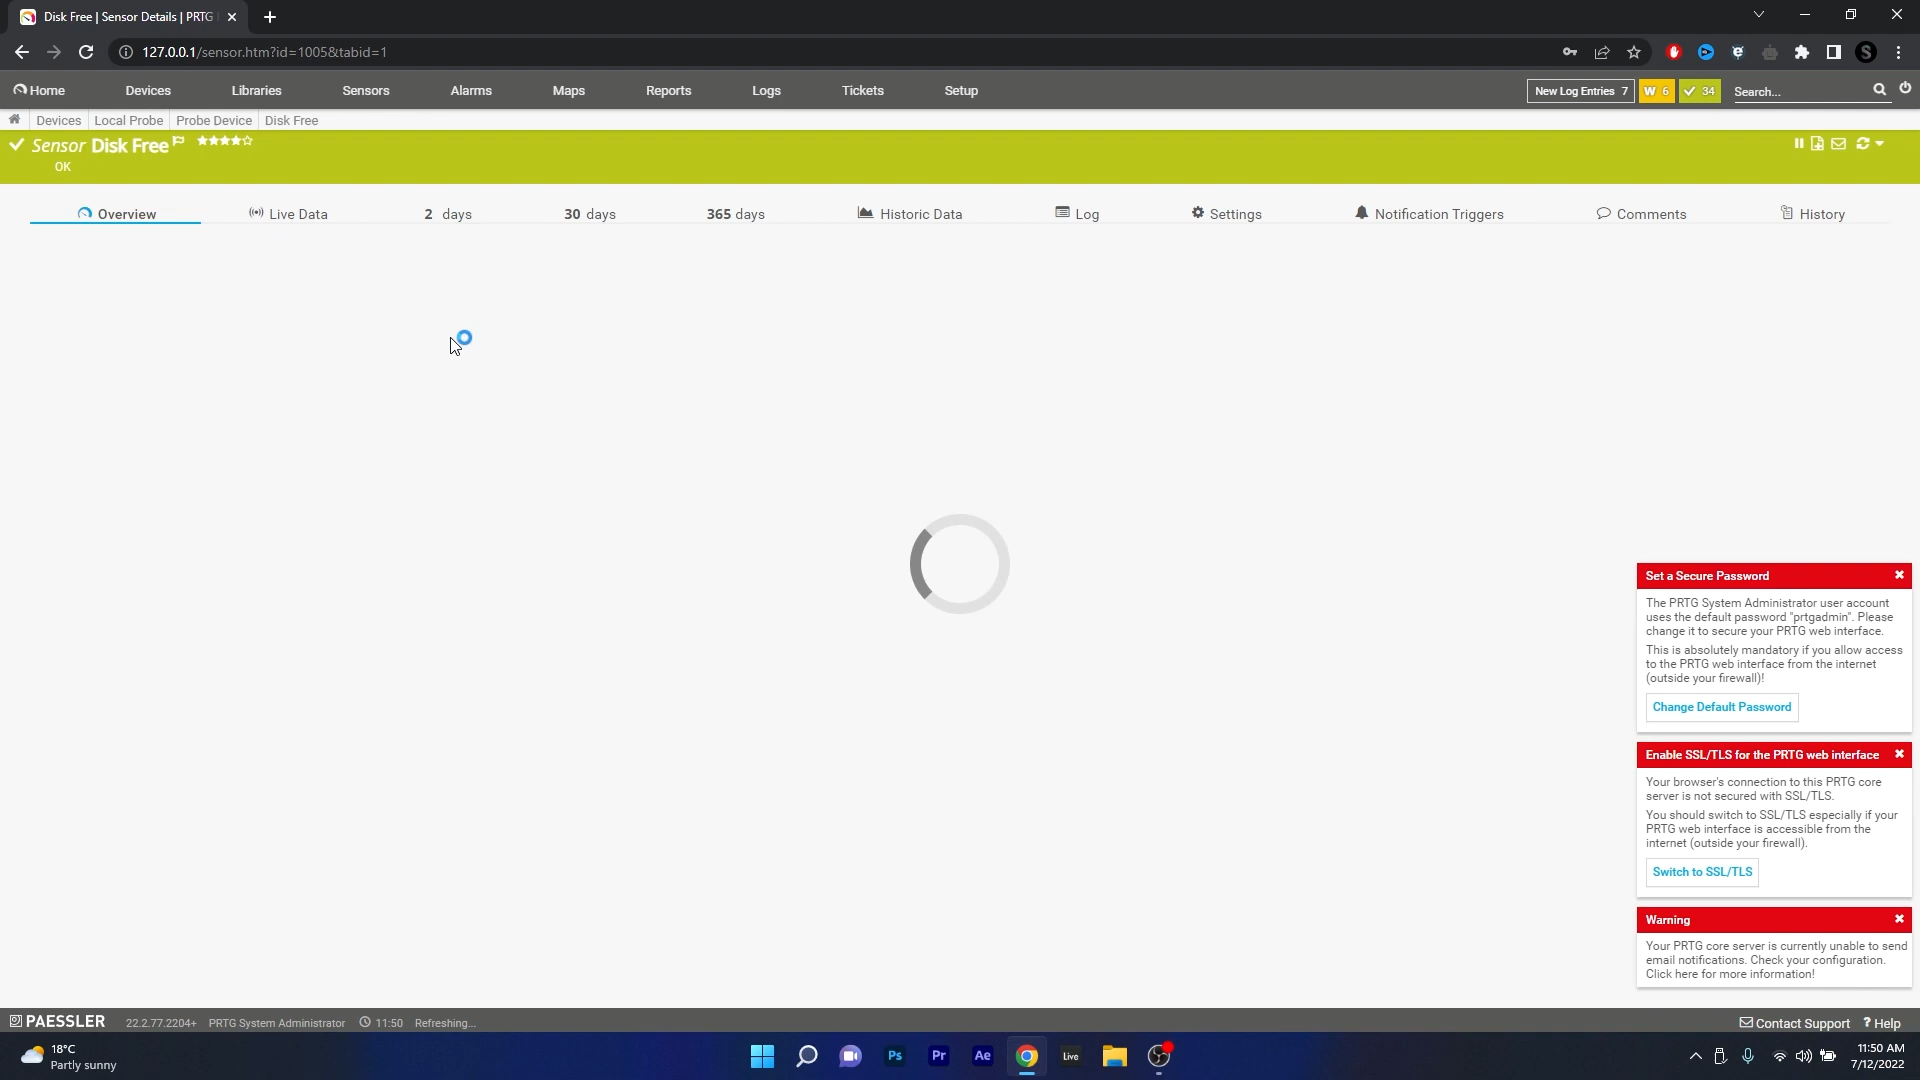 Disk Free | Sensor Details | PRTG
127.0.0.1/sensor.htm?id=1005&tabid=1
S
Home Devices Libraries Sensors Alarms Maps Reports Logs Tickets Setup
New Log Entries 7 W 6 34 Search...
Devices Local Probe Probe Device Disk Free
Sensor Disk Free
OK
Overview Live Data 2 days 30 days 365 days Historic Data Log Settings Notification Triggers Comments History
Set a Secure Password
The PRTG System Administrator user account
uses the default password "prtgadmin". Please
change it to secure your PRTG web interface.
This is absolutely mandatory if you allow access
to the PRTG web interface from the internet
(outside your firewall)!
Change Default Password
Enable SSL/TLS for the PRTG web interface
Your browser's connection to this PRTG core
server is not secured with SSL/TLS.
You should switch to SSL/TLS especially if your
PRTG web interface is accessible from the
internet (outside your firewall).
Switch to SSL/TLS
Warning
Your PRTG core server is currently unable to send
email notifications. Check your configuration.
Click here for more information!
PAESSLER 22.2.77.2204+ PRTG System Administrator 11:50 Refreshing... Contact Support ? Help
18°C
Partly sunny
Ps Pr Ae Live
11:50 AM
7/12/2022